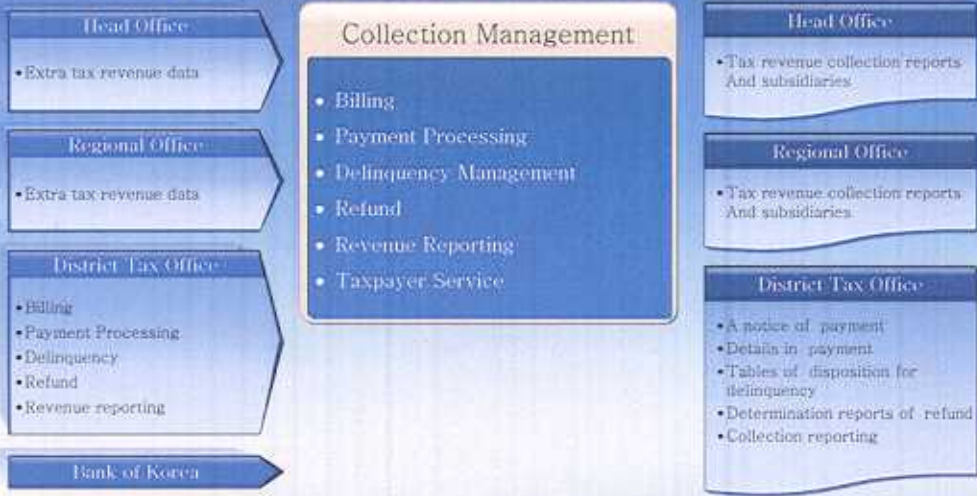 Head Office
•Extra tax revenue data
Regional Office
•Extra tax revenue data
District Tax Office
•Billing
•Payment Processing
•Delinquency
•Refund
•Revenue reporting
Bank of Korea
Collection Management
• Billing
• Payment Processing
• Delinquency Management
• Refund
• Revenue Reporting
• Taxpayer Service
Head Office
•Tax revenue collection reports
And subsidiaries
Regional Office
•Tax revenue collection reports
And subsidiaries
District Tax Office
•A notice of payment
•Details in payment
•Tables of disposition for
delinquency
•Determination reports of refund
•Collection reporting